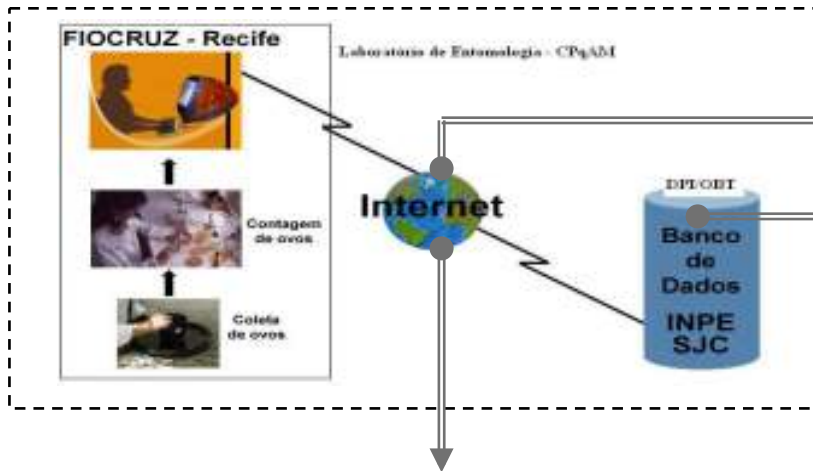 FIOCRUZ - Recife
Laboratório de Entomologia - CPqAM
Contagem
de ovos
Coleta
de ovos
Internet
DPI/OBT
Banco
de
Dados
INPE
SJC